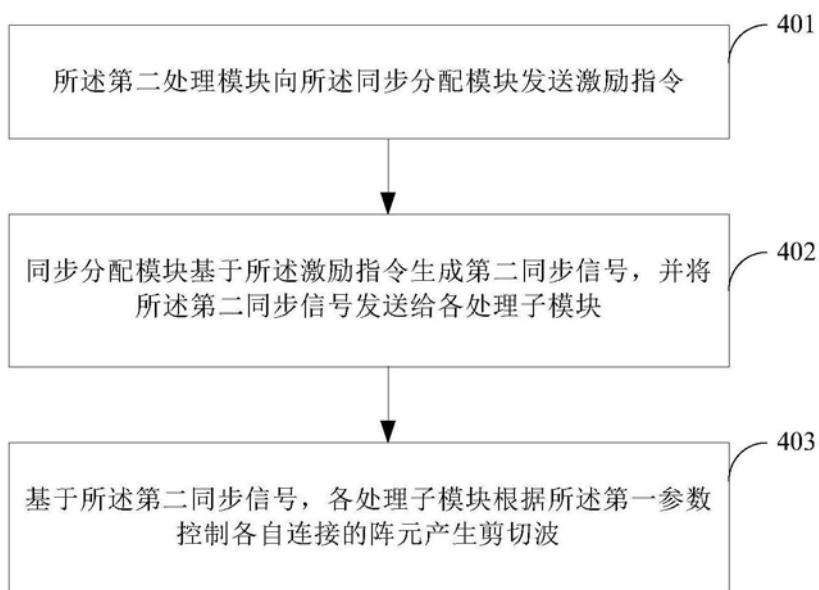 401
所述第二处理模块向所述同步分配模块发送激励指令
402
同步分配模块基于所述激励指令生成第二同步信号，并将
所述第二同步信号发送给各处理子模块
403
基于所述第二同步信号，各处理子模块根据所述第一参数
控制各自连接的阵元产生剪切波